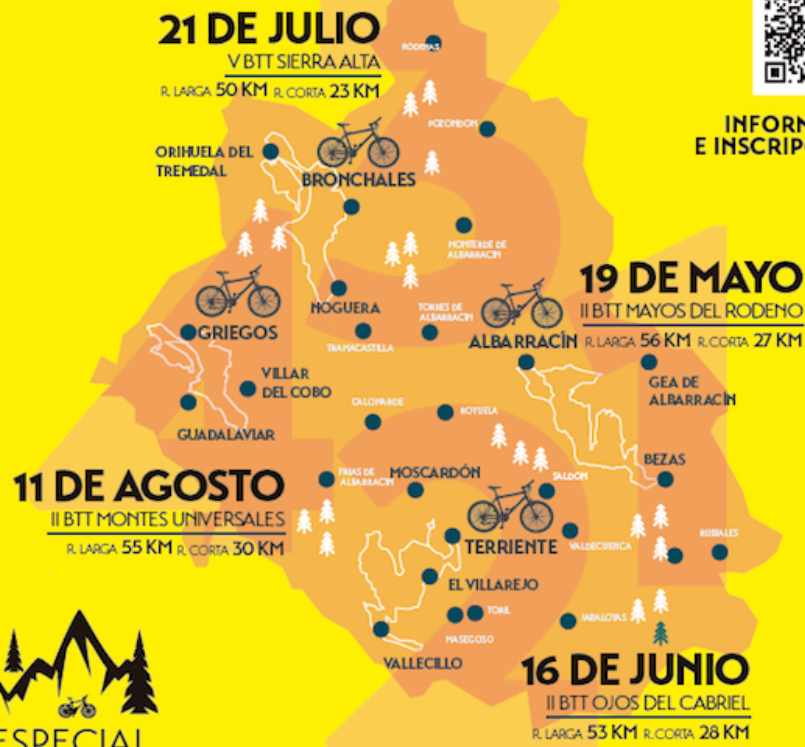 21 DE JULIO
V BTT SIERRA ALTA
R. LARGA 50 KM R. CORTA 23 KM
RÓDENAS
POZONDÓN
INFORM
E INSCRIPC
ORIHUELA DEL
TREMEDAL
BRONCHALES
MONTERDE DE
ALBARRACÍN
19 DE MAYO
II BTT MAYOS DEL RODENO
R. LARGA 56 KM R. CORTA 27 KM
NOGUERA
TORRES DE
ALBARRACÍN
GRIEGOS
TRAMACASTILLA
ALBARRACÍN
VILLAR
DEL COBO
GEA DE
ALBARRACÍN
CALOMARDE
ROYUELA
GUADALAVIAR
11 DE AGOSTO
II BTT MONTES UNIVERSALES
R. LARGA 55 KM R. CORTA 30 KM
FRÍAS DE
ALBARRACÍN
MOSCARDÓN
SALDÓN
BEZAS
TERRIENTE
VALDECUENCA
RUBIALES
EL VILLAREJO
TORIL
MASEGOSO
JABALOYAS
VALLECILLO
16 DE JUNIO
II BTT OJOS DEL CABRIEL
R. LARGA 53 KM R. CORTA 28 KM
ESPECIAL